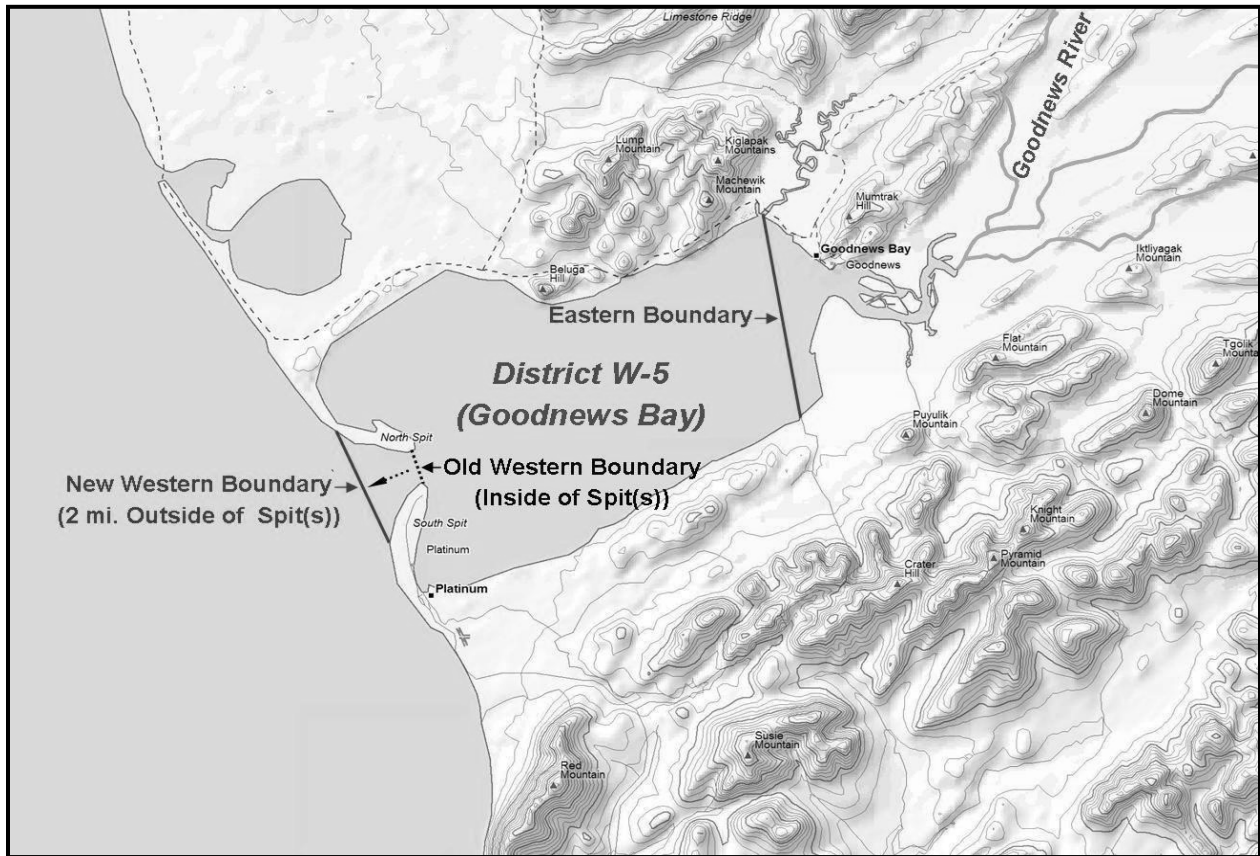 Limestone Ridge
Goodnews River
Lump
Mountain
Kiglapak
Mountains
Machewik
Mountain
Mumtrak
Hill
Goodnews Bay
Goodnews
Iktliyagak
Mountain
Beluga
Hill
Eastern Boundary
Flat
Mountain
Tgolik
Mounta
District W-5
(Goodnews Bay)
Dome
Mountain
Puyulik
Mountain
North Spit
Old Western Boundary
(Inside of Spit(s))
New Western Boundary
(2 mi. Outside of Spit(s))
South Spit
Knight
Mountain
Platinum
Pyramid
Mountain
Crater
Hill
Platinum
Susie
Mountain
Red
Mountain